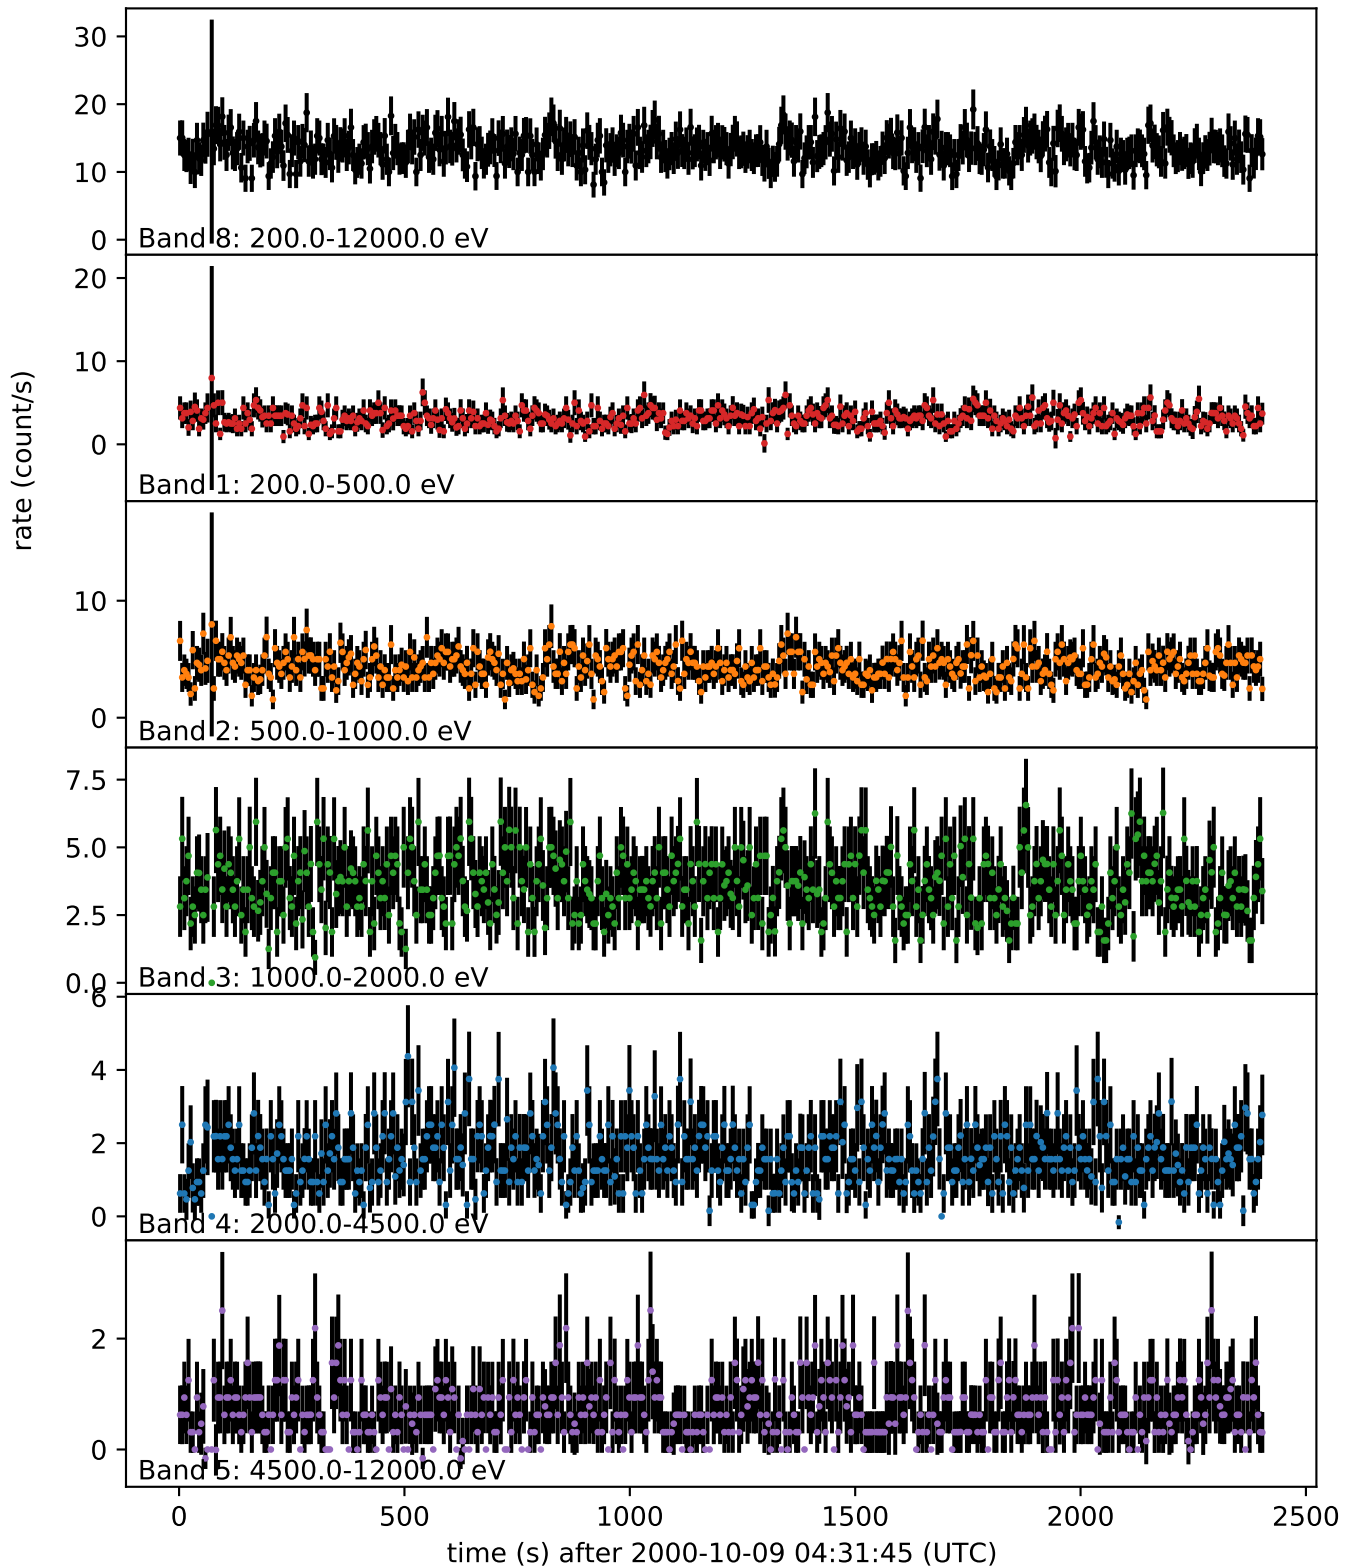 30
20
10
0
Band 8: 200.0-12000.0 eV
20
10
0
Band 1: 200.0-500.0 eV
rate (count/s)
10
0
Band 2: 500.0-1000.0 eV
7.5
5.0
2.5
0.0
Band 3: 1000.0-2000.0 eV
6
4
2
0
Band 4: 2000.0-4500.0 eV
2
0
Band 5: 4500.0-12000.0 eV
0 500 1000 1500 2000 2500
time (s) after 2000-10-09 04:31:45 (UTC)